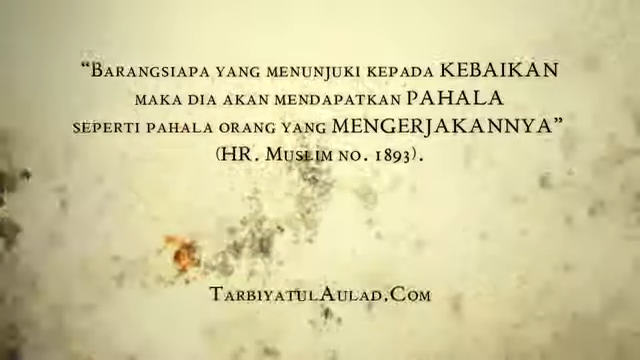 “Barangsiapa yang menunjuki kepada KEBAIKAN
maka dia akan mendapatkan PAHALA
seperti pahala orang yang MENGERJAKANNYA”
(HR. Muslim no. 1893).
TarbiyatulAulad.Com